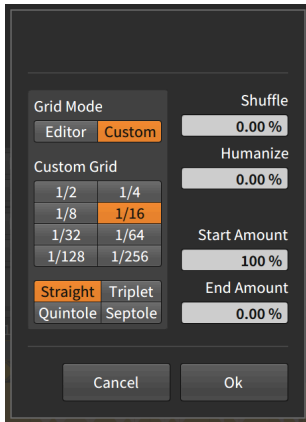 Grid Mode
Editor Custom
Custom Grid
1/2 1/4
1/8 1/16
1/32 1/64
1/128 1/256
Straight Triplet
Quintole Septole
Shuffle
0.00 %
Humanize
0.00 %
Start Amount
100 %
End Amount
0.00 %
Cancel Ok